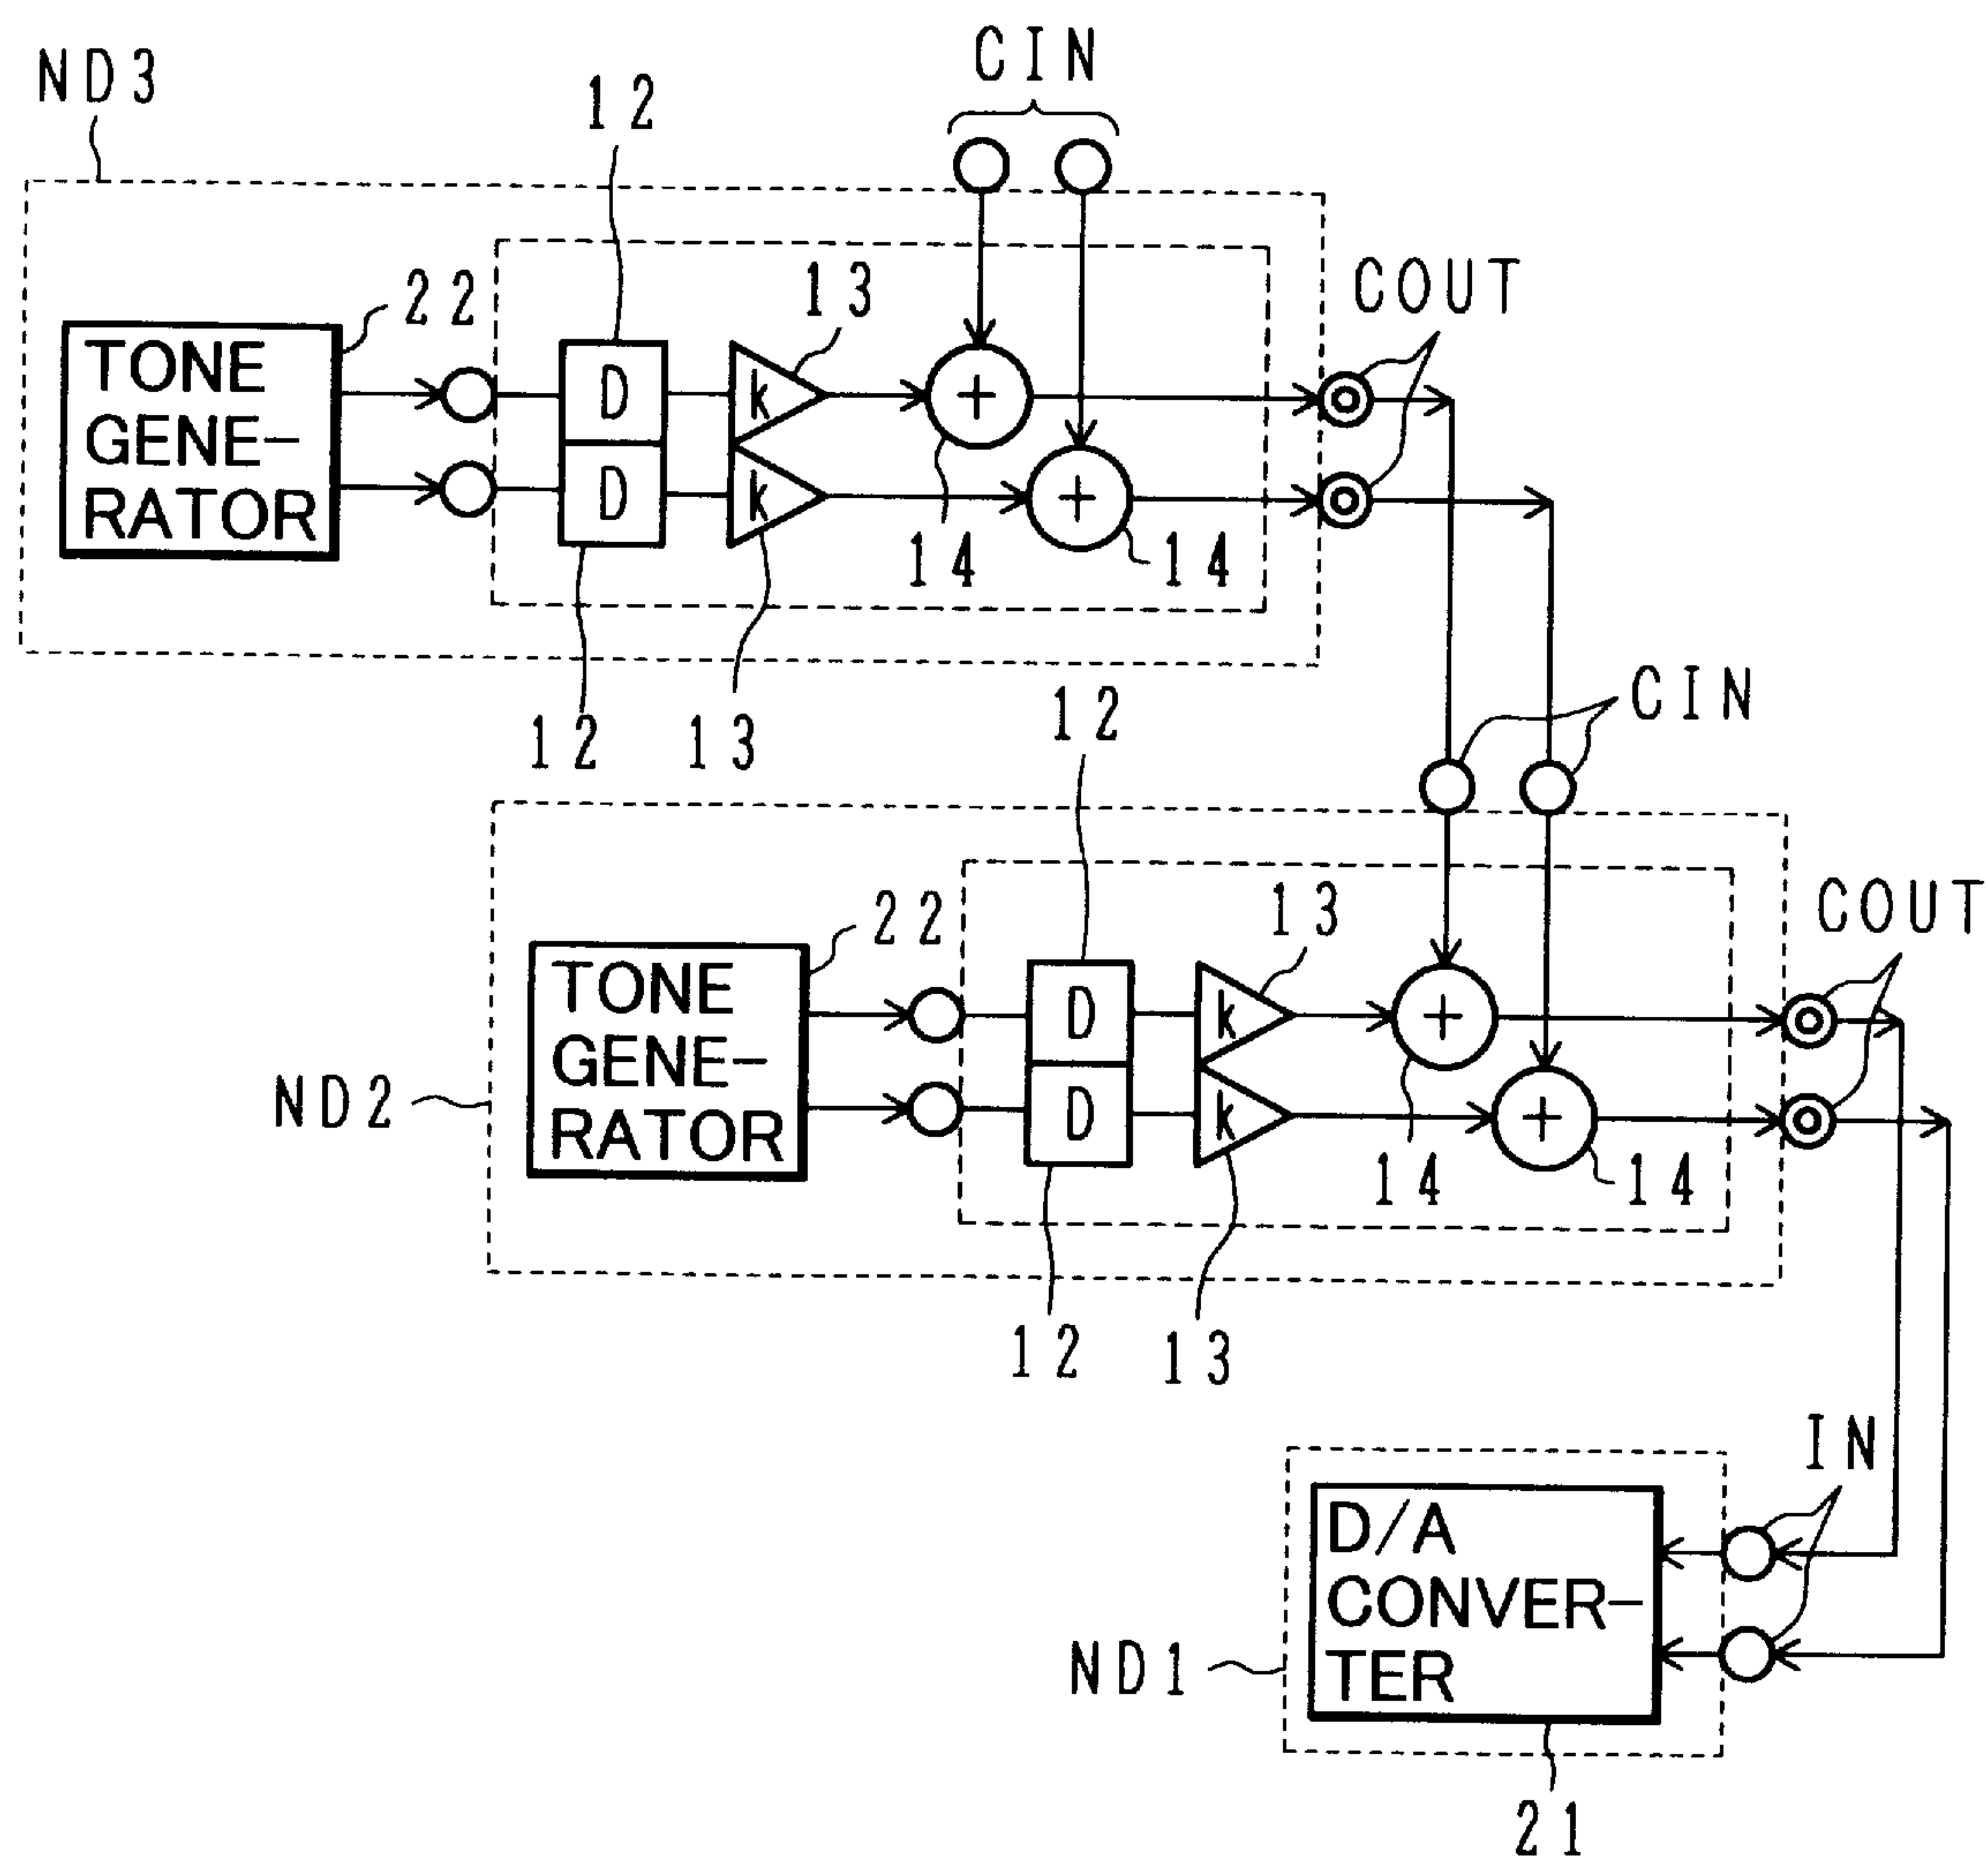 ND3
CIN
12
22
13
COUT
TONE
GENE-
RATOR
D
k
+
D
k
+
14
14
12
13
CIN
12
22
13
COUT
ND2
TONE
GENE-
RATOR
D
k
+
D
k
+
14
14
12
13
IN
ND1
D/A
CONVER-
TER
21